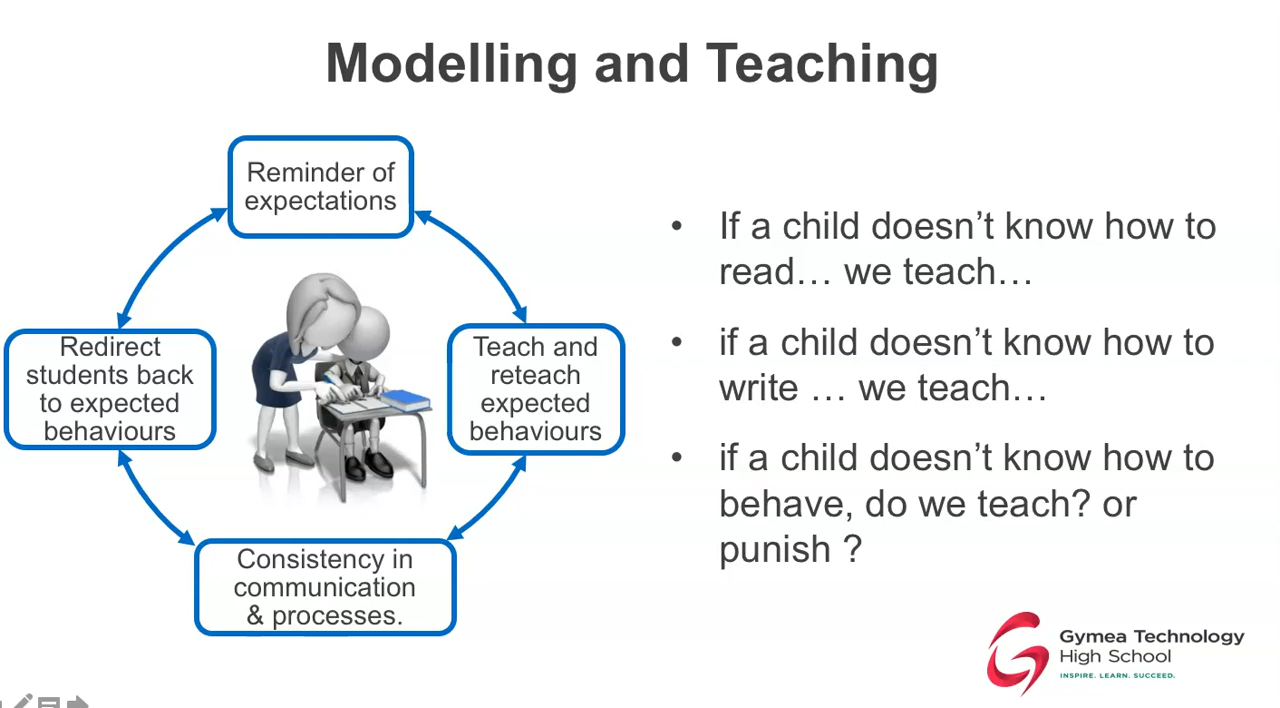 Modelling and Teaching
Reminder of
expectations
Teach and
reteach
expected
behaviours
Consistency in
communication
& processes.
Redirect
students back
to expected
behaviours
• If a child doesn’t know how to
read… we teach…
• if a child doesn’t know how to
write … we teach…
• if a child doesn’t know how to
behave, do we teach? or
punish ?
Gymea Technology
High School
INSPIRE. LEARN. SUCCEED.